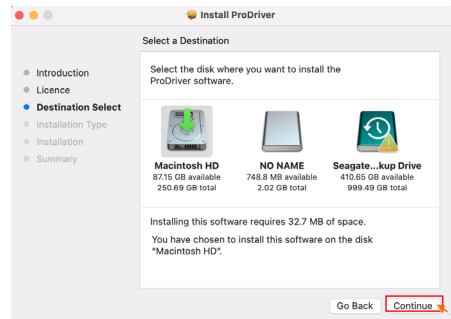 Install ProDriver
Select a Destination
Introduction
Licence
Destination Select
Installation Type
Installation
Summary
Select the disk where you want to install the
ProDriver software.
Macintosh HD
87.15 GB available
250.69 GB total
NO NAME
748.8 MB available
2.02 GB total
Seagate...kup Drive
410.65 GB available
999.49 GB total
Installing this software requires 32.7 MB of space.
You have chosen to install this software on the disk
“Macintosh HD”.
Go Back
Continue